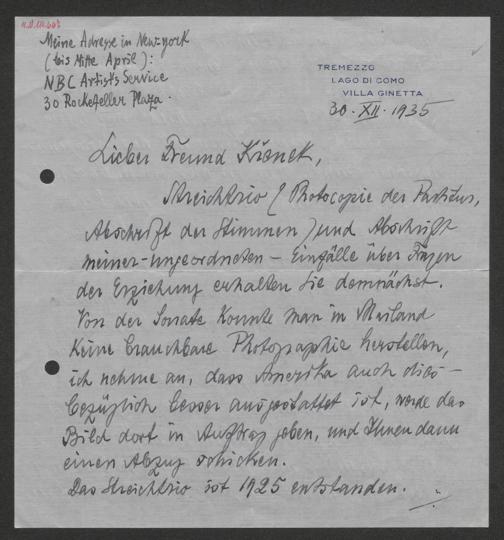 Meine Adresse in New-york
(bis Mitte April):
NBC Artists Service
30 Rockefeller Plaza.
TREMEZZO
LAGO DI COMO
VILLA GINETTA
30. XII. 1935
Lieber Freund Křenek,
Streichtrio (Photocopie der Partitur,
Abschrift der Stimmen) und Abschrift
meiner - ungeordneten - Einfälle über Fragen
der Erziehung erhalten Sie demnächst.
Von der Sonate konnte man in Mailand
keine brauchbare Photographie herstellen,
ich nehme an, dass Amerika auch dies-
bezüglich besser ausgestattet ist, werde das
Bild dort in Auftrag geben, und Ihnen dann
einen Abzug schicken.
Das Streichtrio ist 1925 entstanden.